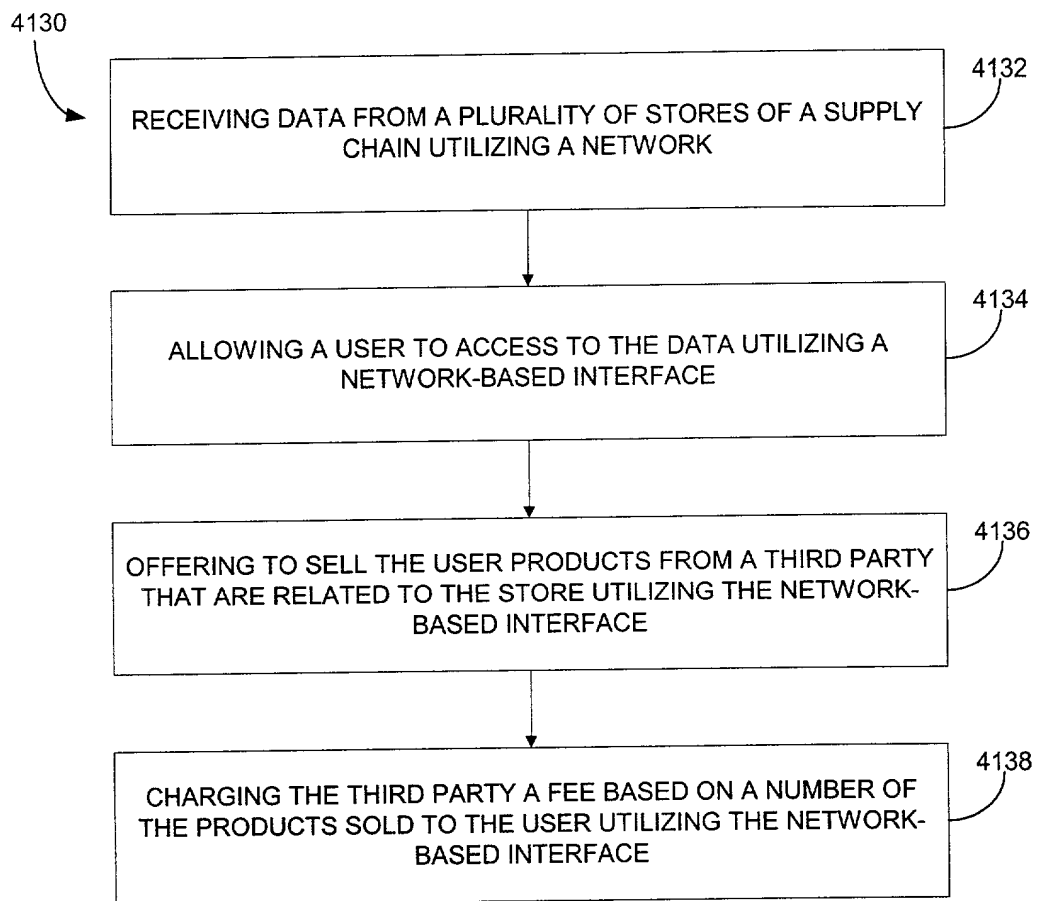 4130
4132
RECEIVING DATA FROM A PLURALITY OF STORES OF A SUPPLY
CHAIN UTILIZING A NETWORK
4134
ALLOWING A USER TO ACCESS TO THE DATA UTILIZING A
NETWORK-BASED INTERFACE
4136
OFFERING TO SELL THE USER PRODUCTS FROM A THIRD PARTY
THAT ARE RELATED TO THE STORE UTILIZING THE NETWORK-
BASED INTERFACE
4138
CHARGING THE THIRD PARTY A FEE BASED ON A NUMBER OF
THE PRODUCTS SOLD TO THE USER UTILIZING THE NETWORK-
BASED INTERFACE